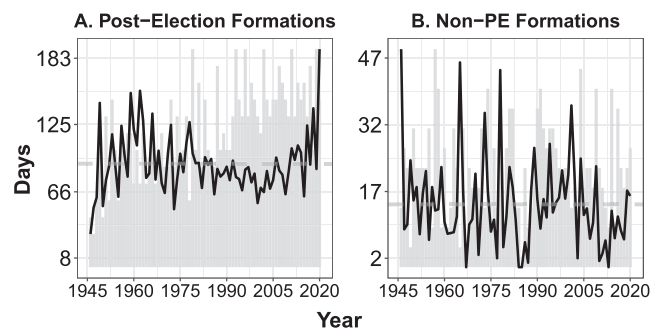 A. Post−Election Formations
B. Non−PE Formations
Days
183
125
66
8
47
32
17
2
1945 1960 1975 1990 2005 2020
1945 1960 1975 1990 2005 2020
Year